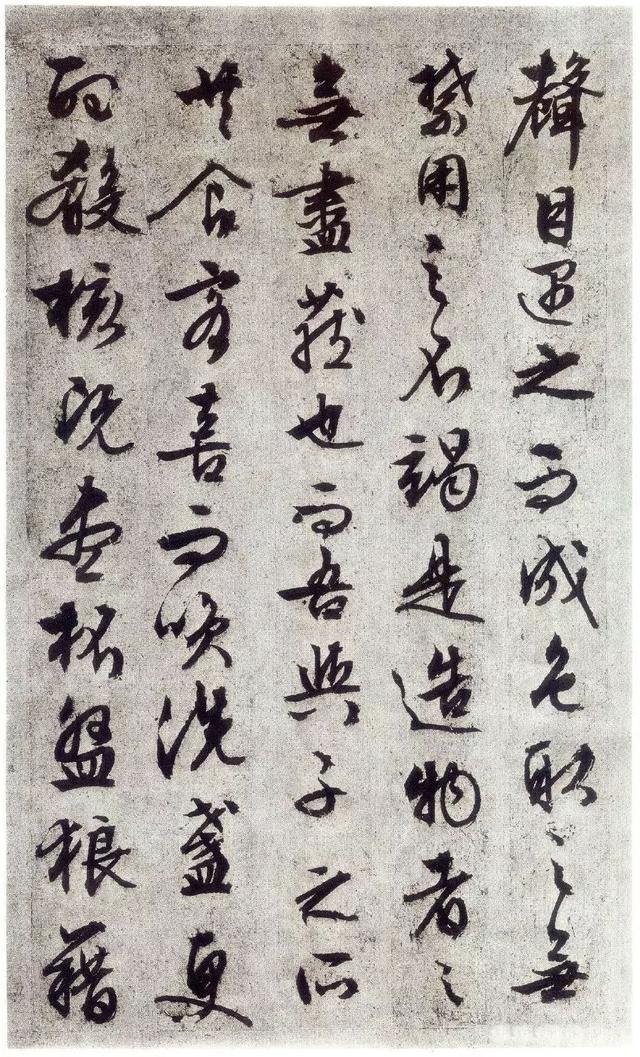 聲目遇之而成色取之無
禁用之不竭是造物者之
無盡藏也而吾與子之所
共食客喜而咲洗盞更
酌殽核既盡杯盤狼藉